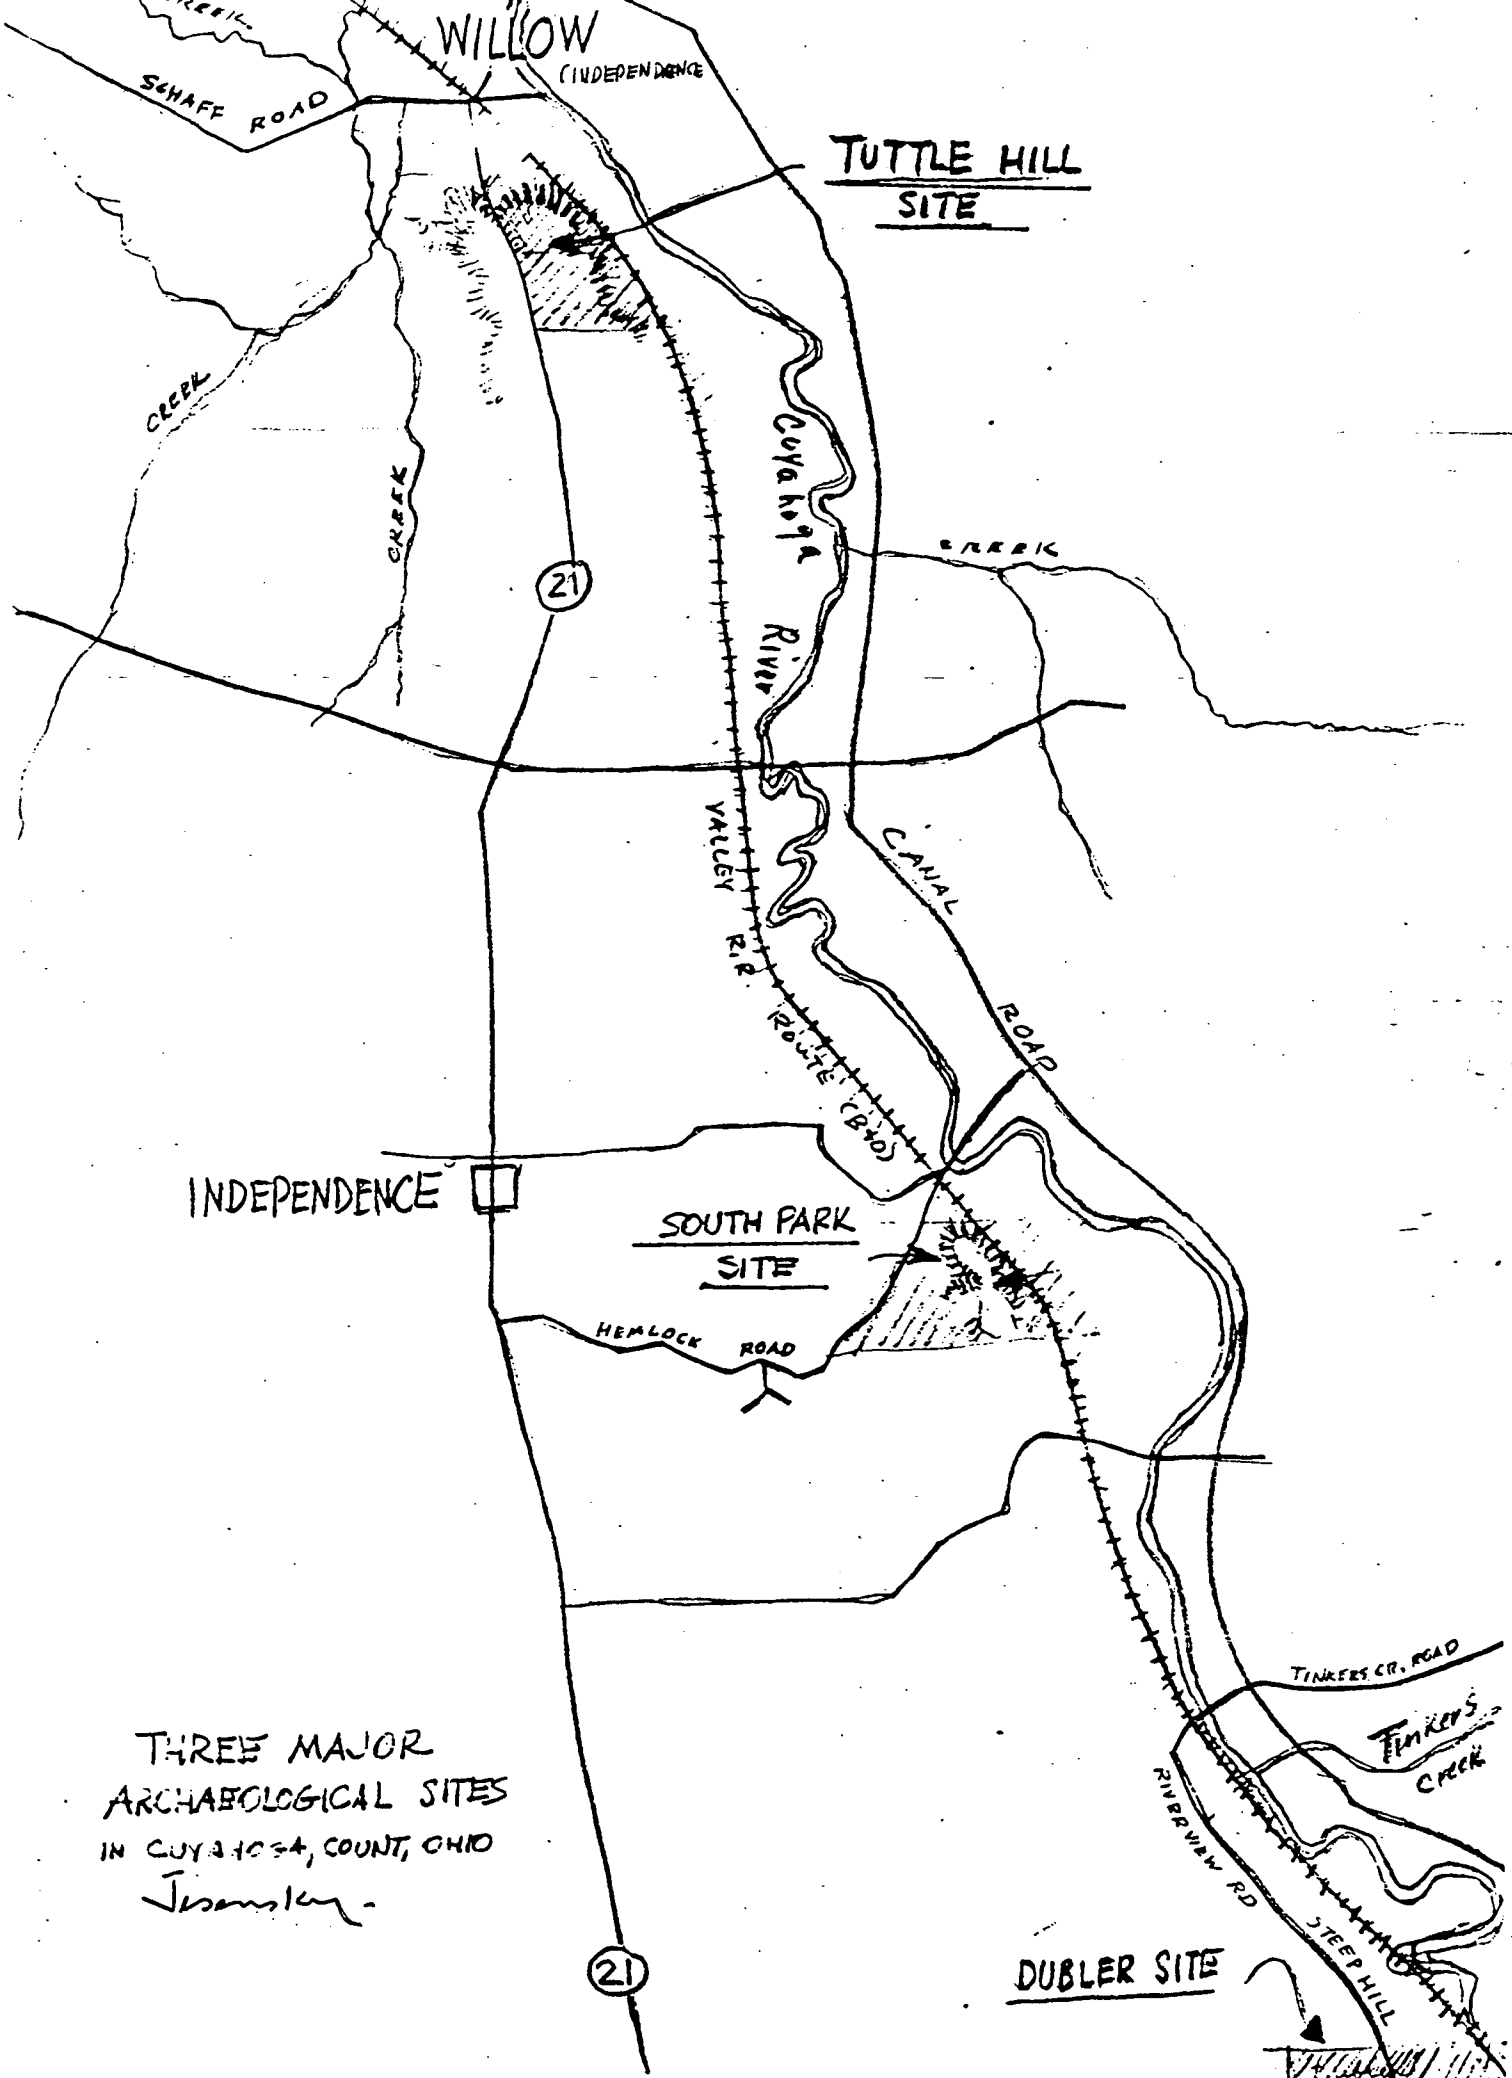 CREEK
WILLOW
(INDEPENDENCE
SCHAFF ROAD
TUTTLE HILL
SITE
CREEK
CREEK
Cuyahoga
River
CREEK
21
VALLEY
R.R.
ROUTE
(B+O)
CANAL
ROAD
INDEPENDENCE
SOUTH PARK
SITE
HEMLOCK ROAD
TINKERS CR. ROAD
Tinkers
Creek
RIVERVIEW RD
STEEP HILL
THREE MAJOR
ARCHAEOLOGICAL SITES
IN CUYAHOGA, COUNT, OHIO
Jesensky
21
DUBLER SITE